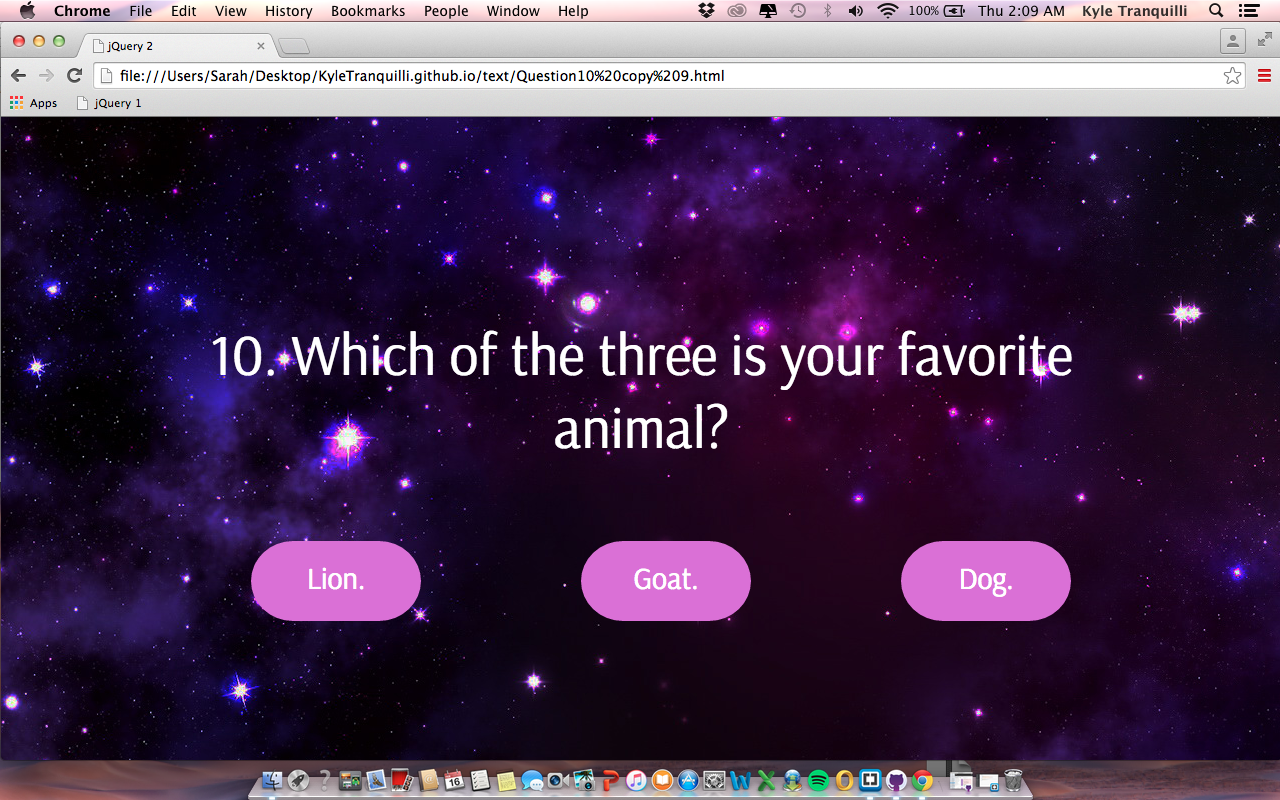 Chrome File Edit View History Bookmarks People Window Help 100% Thu 2:09 AM Kyle Tranquilli
jQuery 2
file:///Users/Sarah/Desktop/KyleTranquilli.github.io/text/Question10%20copy%209.html
Apps jQuery 1
10. Which of the three is your favorite
animal?
Lion. Goat. Dog.
16